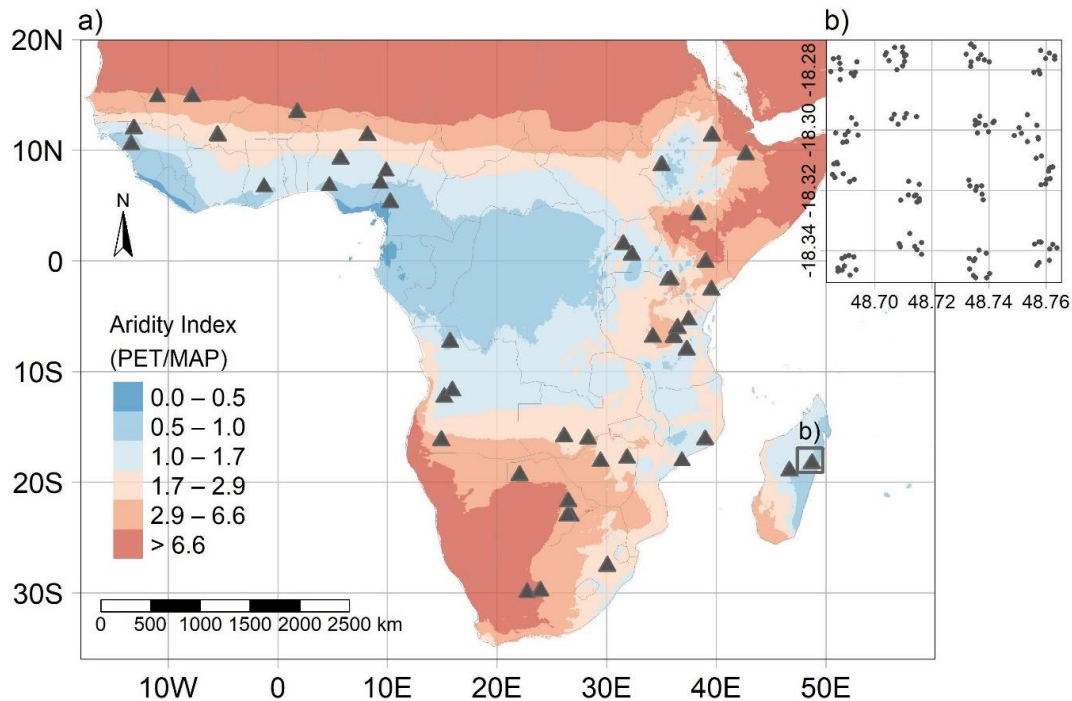 a)
b)
20N
10N
0
10S
20S
30S
N
Aridity Index
(PET/MAP)
0.0 – 0.5
0.5 – 1.0
1.0 – 1.7
1.7 – 2.9
2.9 – 6.6
> 6.6
0 500 1000 1500 2000 2500 km
10W 0 10E 20E 30E 40E 50E
b)
-18.28
-18.30
-18.32
-18.34
48.70 48.72 48.74 48.76